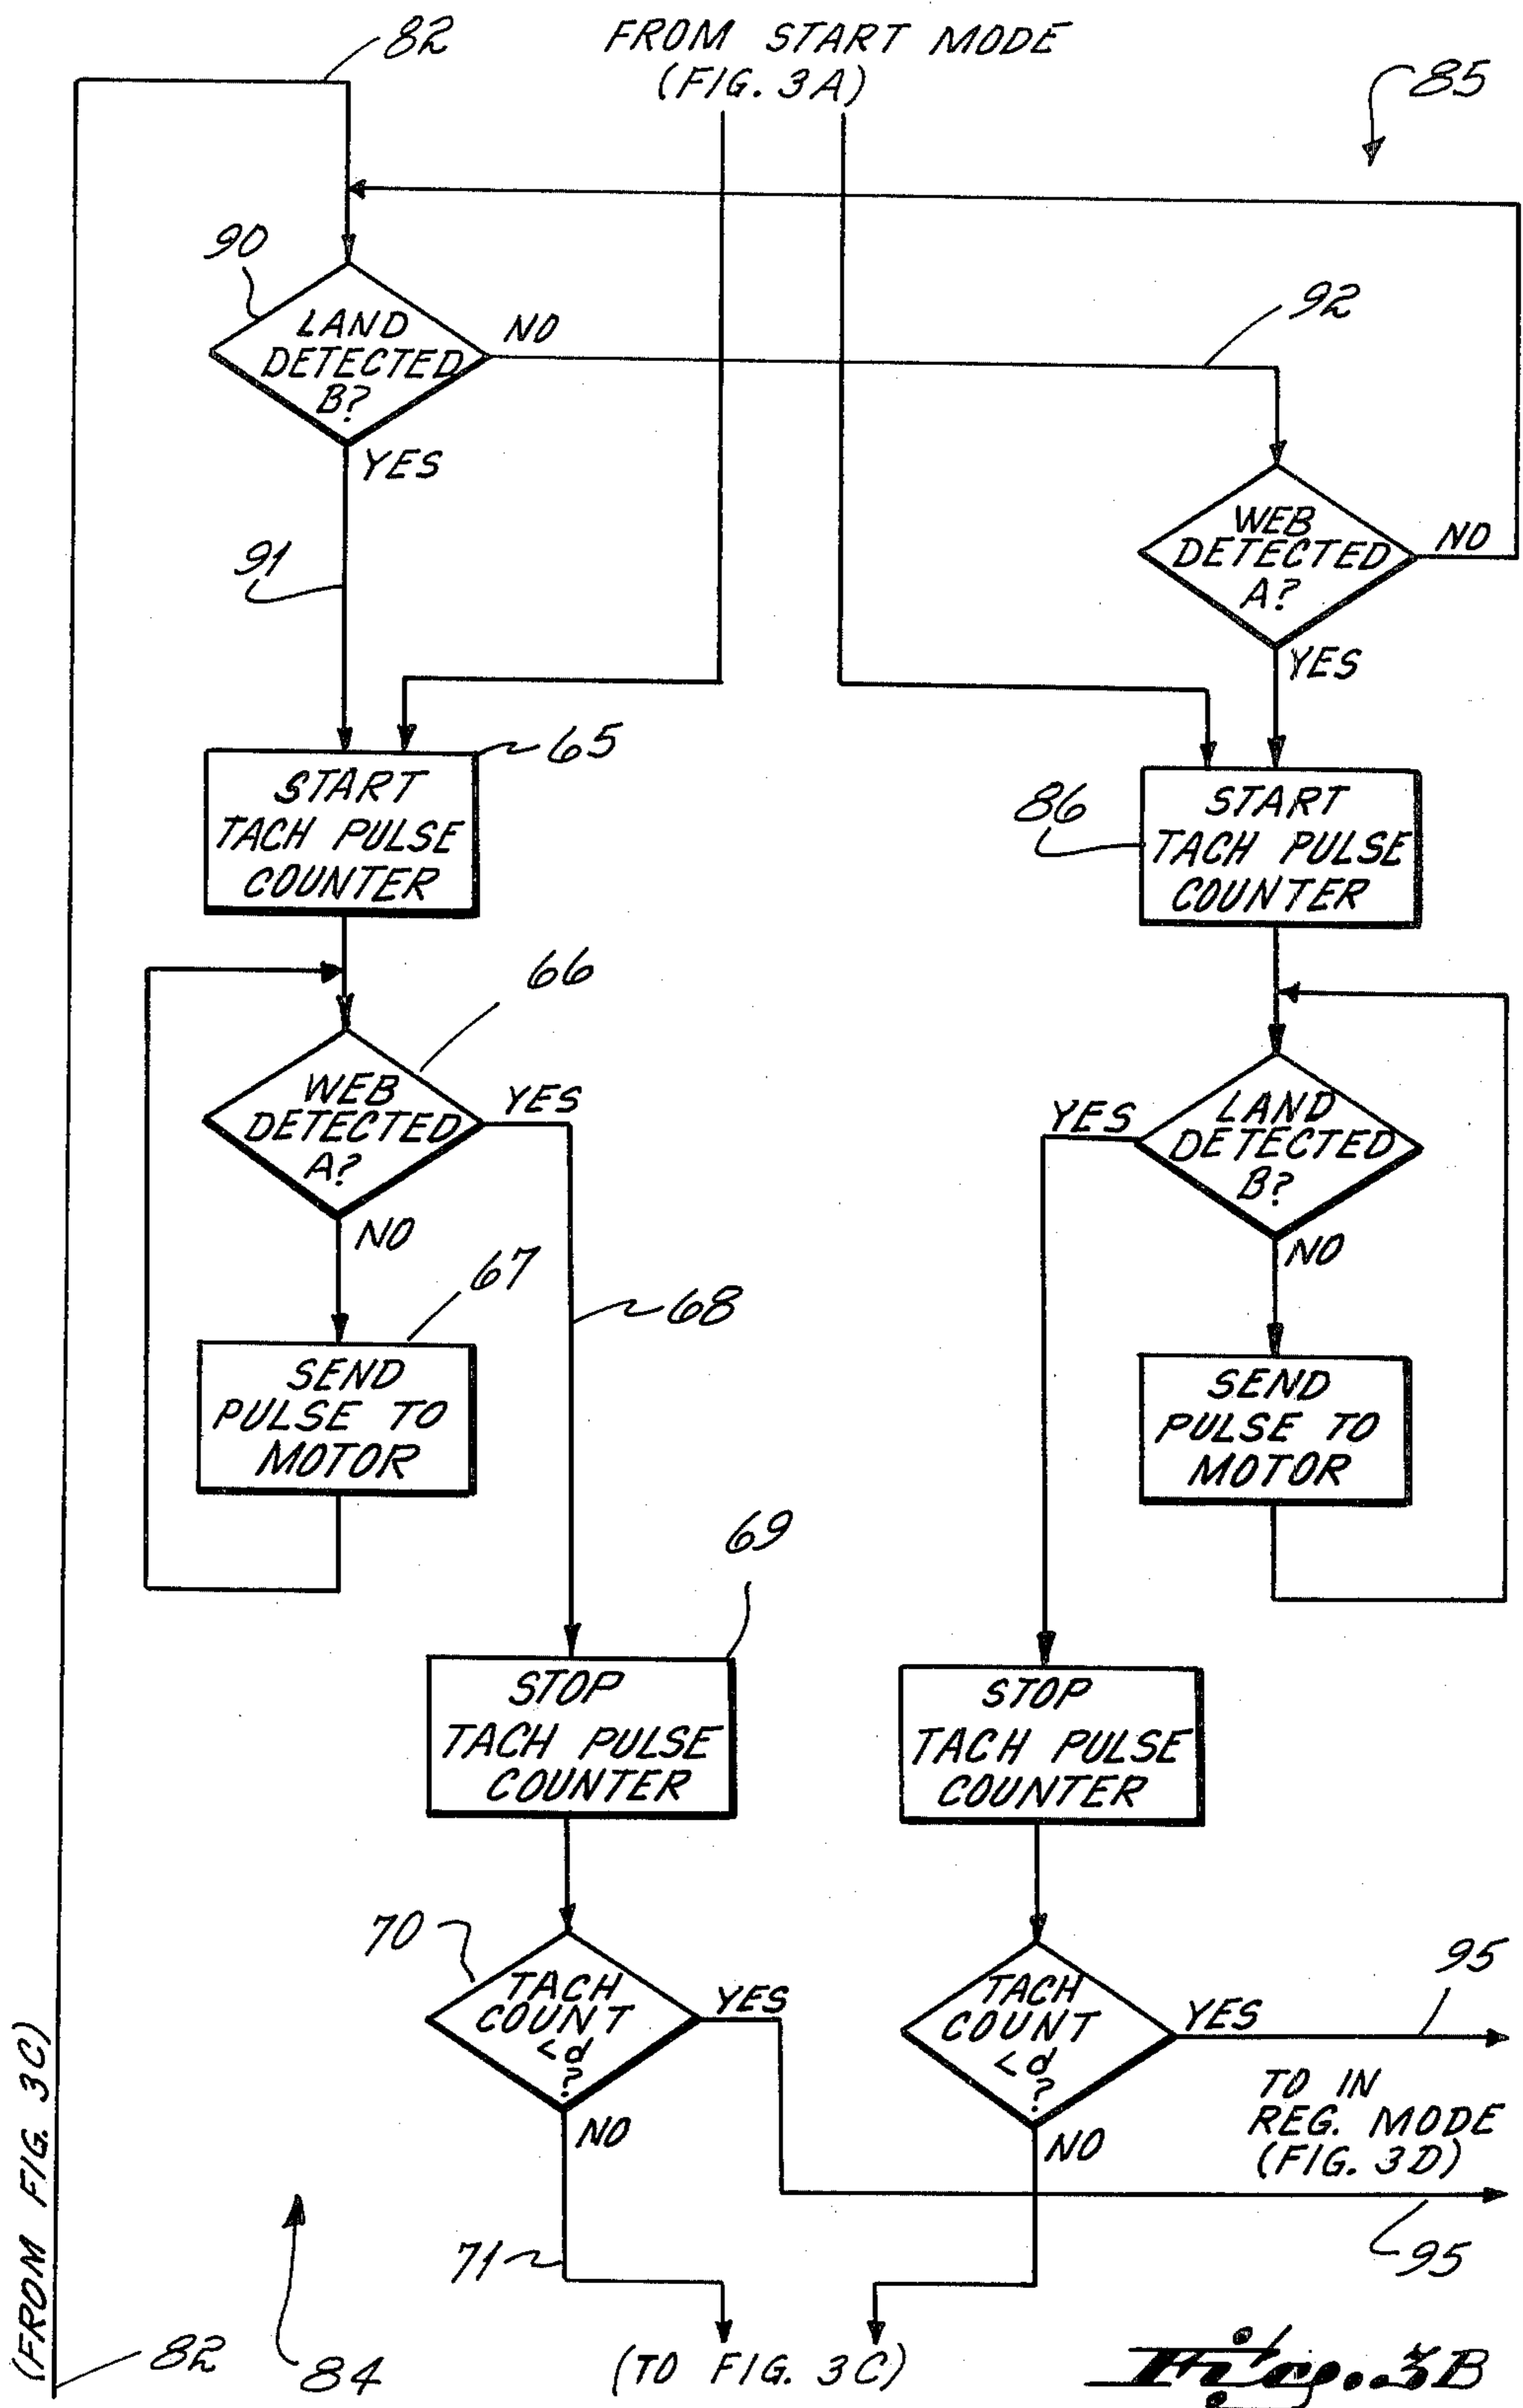 82
FROM START MODE
(FIG. 3A)
85
90
LAND
DETECTED
B?
NO
92
YES
91
WEB
DETECTED
A?
NO
YES
65
START
TACH PULSE
COUNTER
86
START
TACH PULSE
COUNTER
66
WEB
DETECTED
A?
YES
NO
YES
LAND
DETECTED
B?
NO
67
68
SEND
PULSE TO
MOTOR
SEND
PULSE TO
MOTOR
69
STOP
TACH PULSE
COUNTER
STOP
TACH PULSE
COUNTER
70
TACH
COUNT
<d
?
YES
NO
TACH
COUNT
<d
?
YES
NO
95
TO IN
REG. MODE
(FIG. 3D)
95
71
(FROM FIG. 3C)
82
84
(TO FIG. 3C)
Fig. 3B